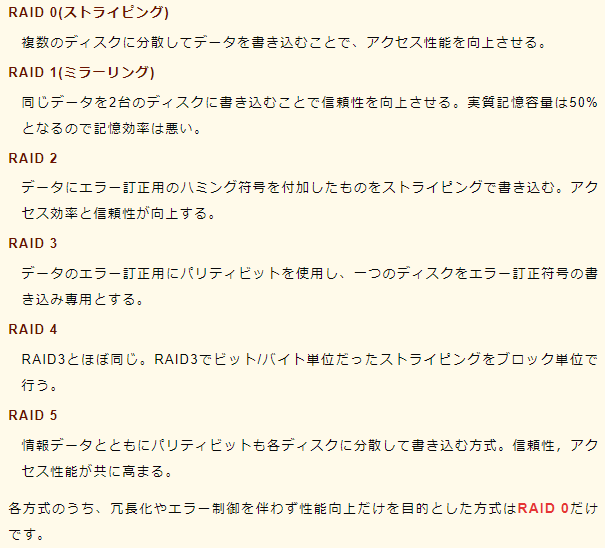 RAID 0(ストライピング)
複数のディスクに分散してデータを書き込むことで、アクセス性能を向上させる。
RAID 1(ミラーリング)
同じデータを2台のディスクに書き込むことで信頼性を向上させる。実質記憶容量は50%
となるので記憶効率は悪い。
RAID 2
データにエラー訂正用のハミング符号を付加したものをストライピングで書き込む。アク
セス効率と信頼性が向上する。
RAID 3
データのエラー訂正用にパリティビットを使用し、一つのディスクをエラー訂正符号の書
き込み専用とする。
RAID 4
RAID3とほぼ同じ。RAID3でビット/バイト単位だったストライピングをブロック単位で
行う。
RAID 5
情報データとともにパリティビットも各ディスクに分散して書き込む方式。信頼性，アク
セス性能が共に高まる。
各方式のうち、冗長化やエラー制御を伴わず性能向上だけを目的とした方式はRAID 0だけ
です。